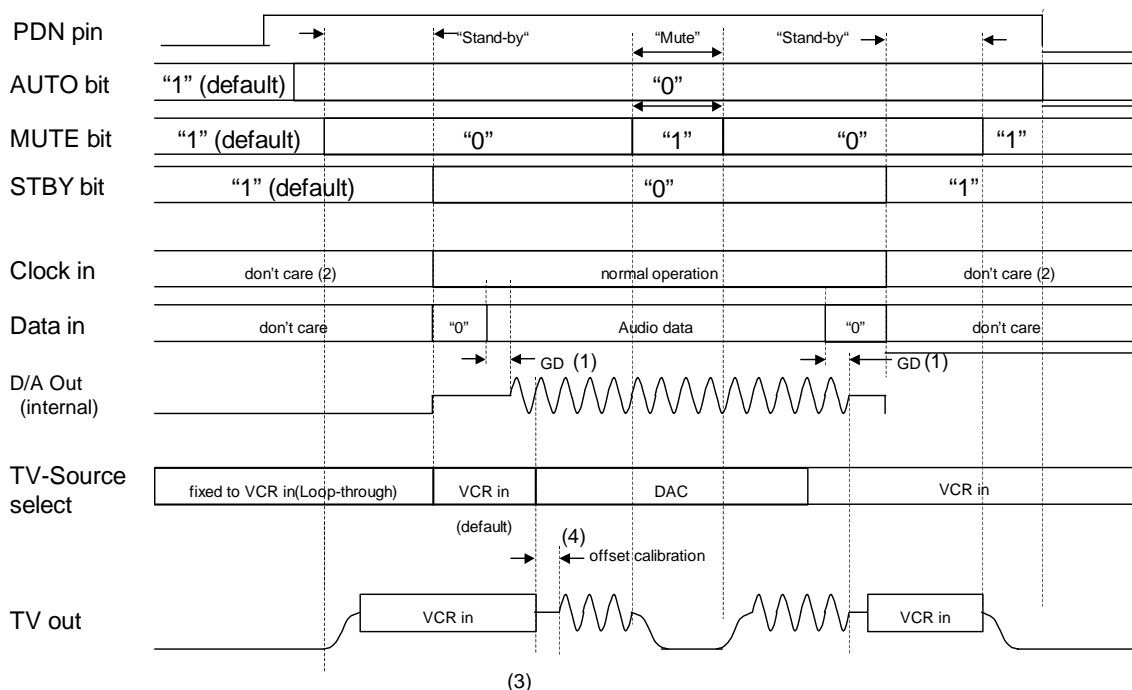 PDN pin
“Stand-by“
“Mute”
“Stand-by“
AUTO bit
“1” (default)
“0”
MUTE bit
“1” (default)
“0”
“1”
“0”
“1”
STBY bit
“1” (default)
“0”
“1”
Clock in
don’t care (2)
normal operation
don’t care (2)
Data in
don’t care
“0”
Audio data
“0”
don’t care
GD (1)
GD (1)
D/A Out
(internal)
TV-Source
select
fixed to VCR in(Loop-through)
VCR in
DAC
VCR in
(default)
(4)
offset calibration
TV out
VCR in
VCR in
(3)